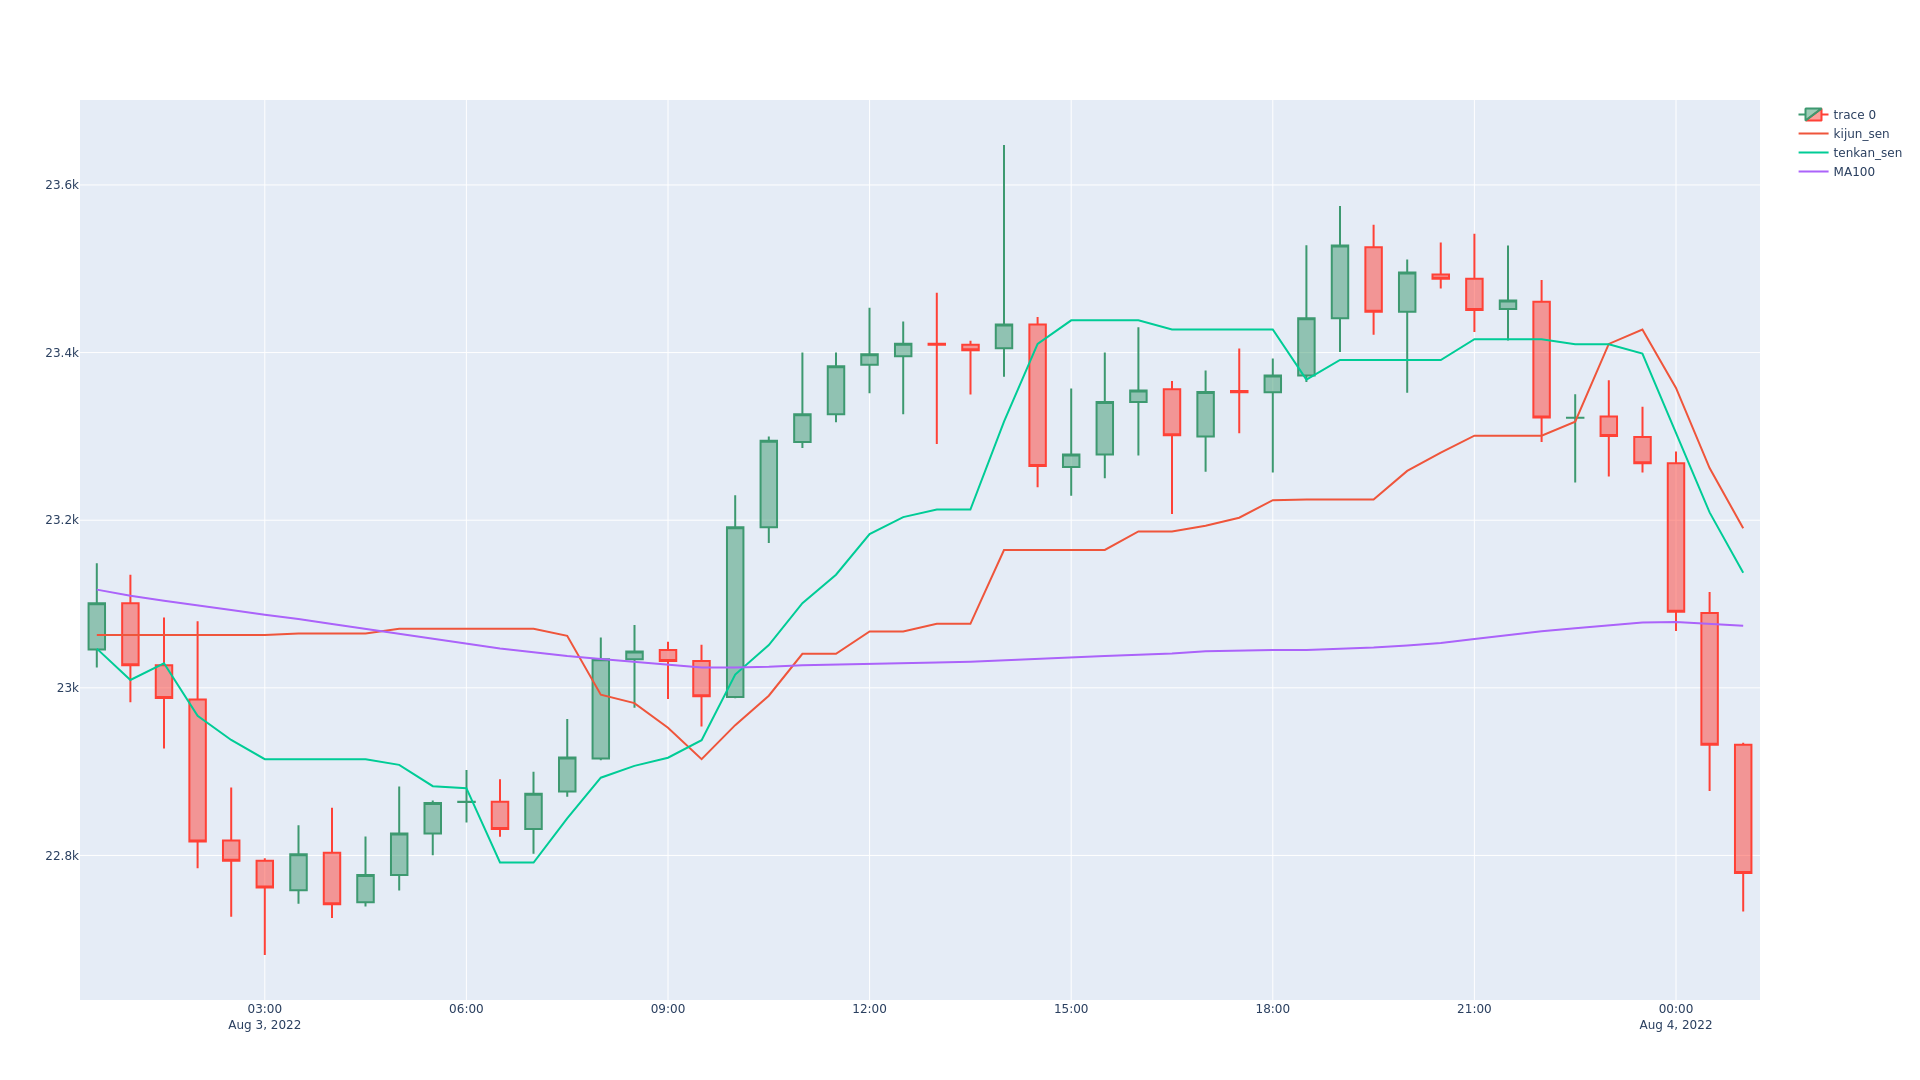 trace 0
kijun_sen
tenkan_sen
MA100
23.6k
23.4k
23.2k
23k
22.8k
03:00 06:00 09:00 12:00 15:00 18:00 21:00 00:00
Aug 3, 2022 Aug 4, 2022